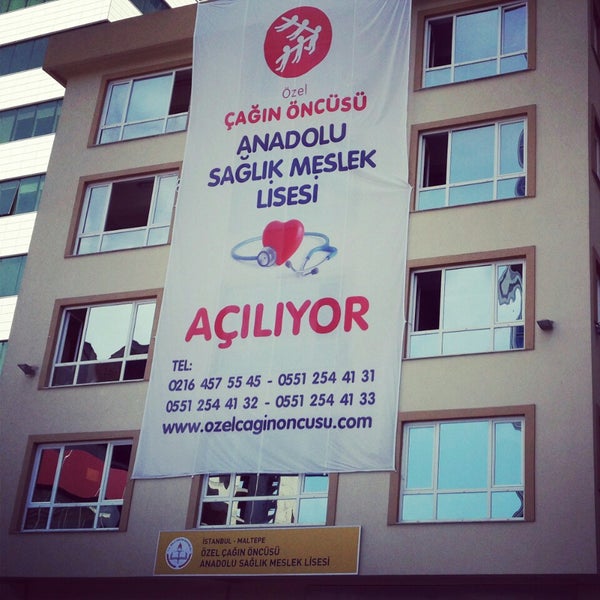 Özel
ÇAĞIN ÖNCÜSÜ
ANADOLU
SAĞLIK MESLEK
LİSESİ
AÇILIYOR
TEL:
0216 457 55 45 - 0551 254 41 31
0551 254 41 32 - 0551 254 41 33
www.ozelcaginoncusu.com
İSTANBUL - MALTEPE
ÖZEL ÇAĞIN ÖNCÜSÜ
ANADOLU SAĞLIK MESLEK LİSESİ